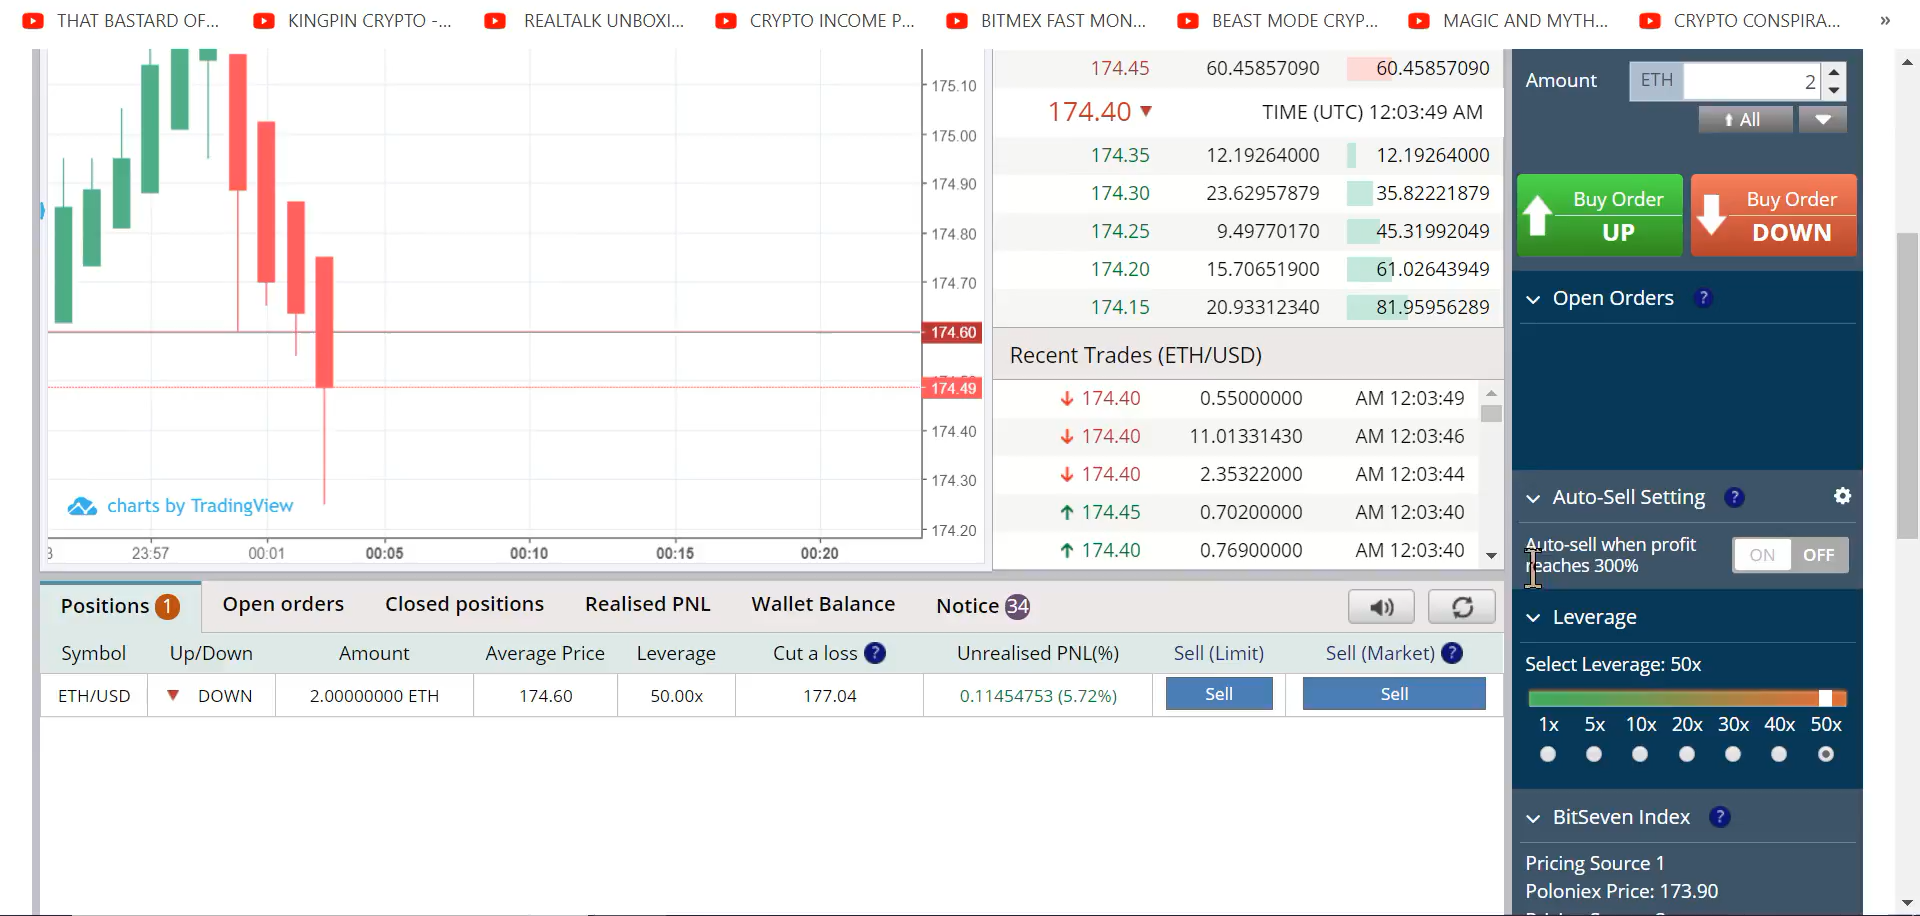 THAT BASTARD OF... KINGPIN CRYPTO -... REALTALK UNBOXI... CRYPTO INCOME P... BITMEX FAST MON... BEAST MODE CRYP... MAGIC AND MYTH... CRYPTO CONSPIRA... »
175.10
175.00
174.90
174.80
174.70
174.60
174.49
174.40
174.30
174.20
charts by TradingView
23:57 00:01 00:05 00:10 00:15 00:20
174.45 60.45857090 60.45857090
174.40 TIME (UTC) 12:03:49 AM
174.35 12.19264000 12.19264000
174.30 23.62957879 35.82221879
174.25 9.49770170 45.31992049
174.20 15.70651900 61.02643949
174.15 20.93312340 81.95956289
Recent Trades (ETH/USD)
174.40 0.55000000 AM 12:03:49
174.40 11.01331430 AM 12:03:46
174.40 2.35322000 AM 12:03:44
174.45 0.70200000 AM 12:03:40
174.40 0.76900000 AM 12:03:40
Amount ETH 2
All
Buy Order
UP
Buy Order
DOWN
Open Orders ?
Auto-Sell Setting ?
Auto-sell when profit
reaches 300%
ON OFF
Leverage
Select Leverage: 50x
1x 5x 10x 20x 30x 40x 50x
BitSeven Index ?
Pricing Source 1
Poloniex Price: 173.90
Positions 1 Open orders Closed positions Realised PNL Wallet Balance Notice 34
Symbol Up/Down Amount Average Price Leverage Cut a loss ? Unrealised PNL(%) Sell (Limit) Sell (Market) ?
ETH/USD DOWN 2.00000000 ETH 174.60 50.00x 177.04 0.11454753 (5.72%) Sell Sell